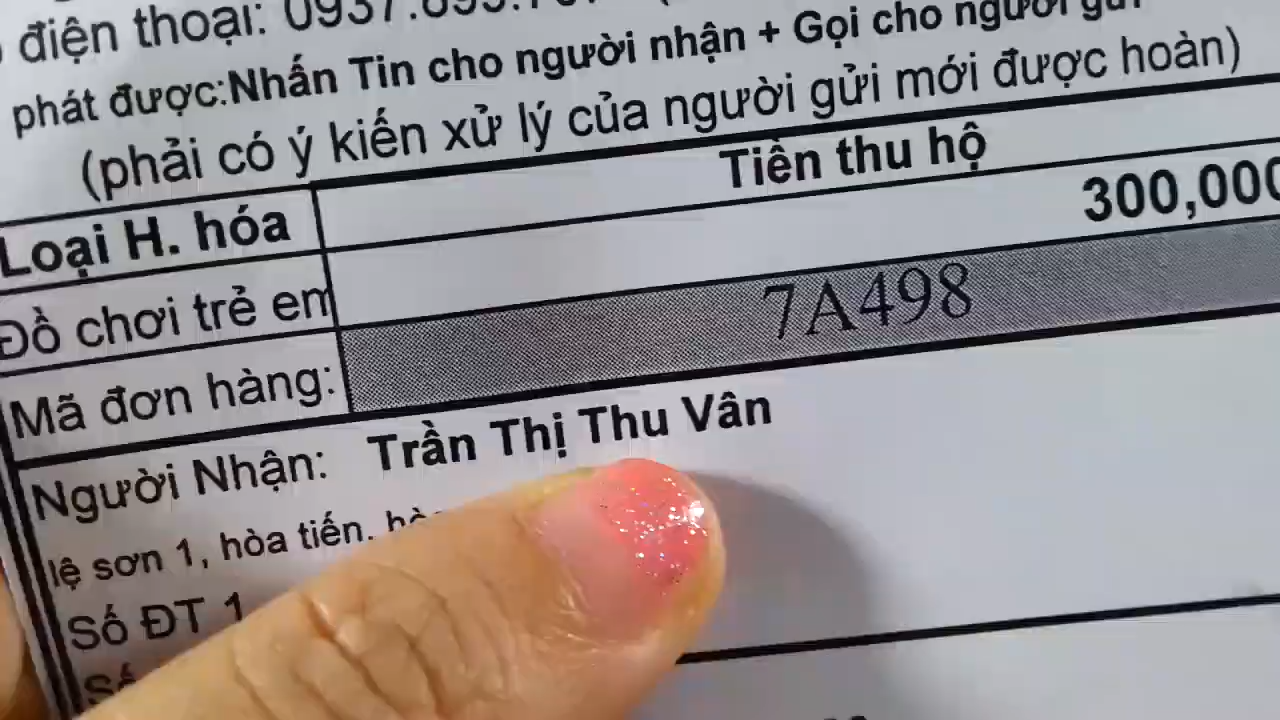 điện thoại: 0937.
phát được:Nhấn Tin cho người nhận + Gọi cho người gửi
(phải có ý kiến xử lý của người gửi mới được hoàn)
Loại H. hóa Tiền thu hộ
Đồ chơi trẻ em 300,000
Mã đơn hàng: 7A498
Người Nhận: Trần Thị Thu Vân
lệ sơn 1, hòa tiến,
Số ĐT 1